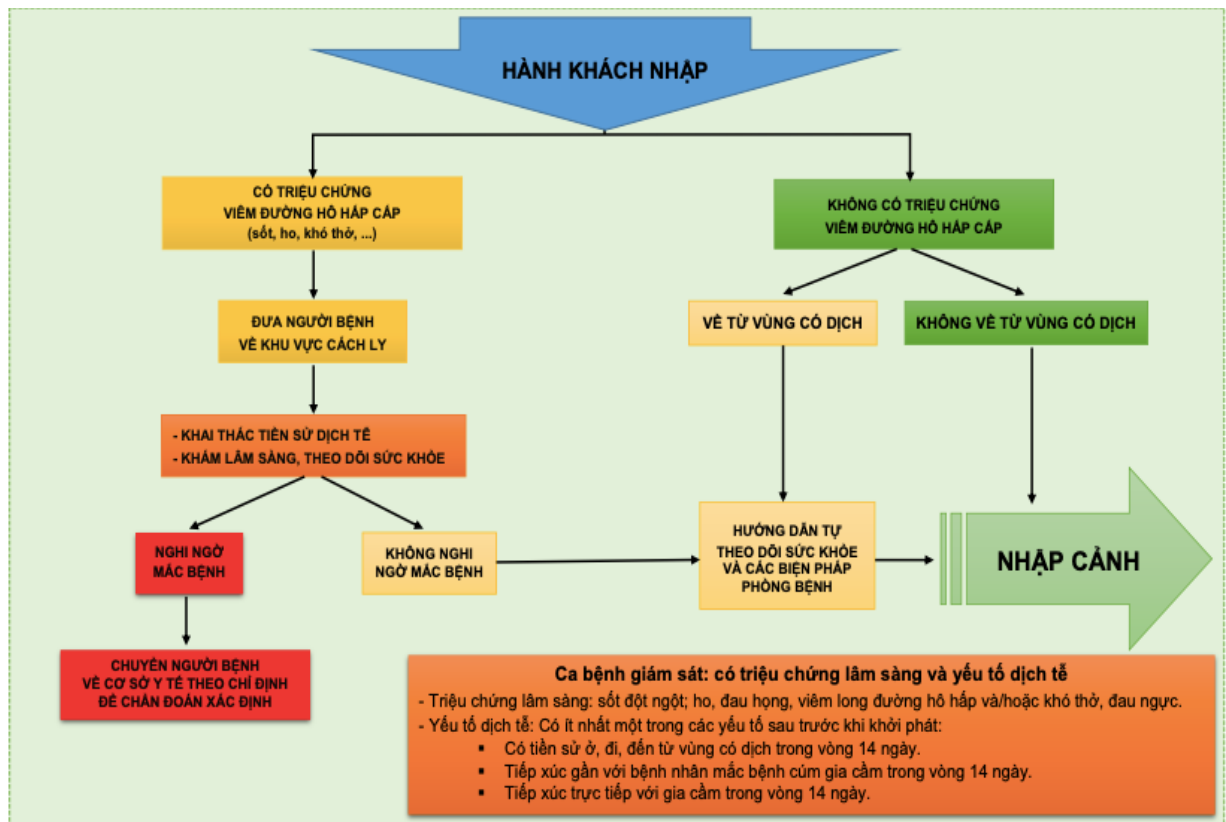 HÀNH KHÁCH NHẬP
CÓ TRIỆU CHỨNG
VIÊM ĐƯỜNG HÔ HẤP CẤP
(sốt, ho, khó thở, ...)
KHÔNG CÓ TRIỆU CHỨNG
VIÊM ĐƯỜNG HÔ HẤP CẤP
ĐƯA NGƯỜI BỆNH
VỀ KHU VỰC CÁCH LY
VỀ TỪ VÙNG CÓ DỊCH
KHÔNG VỀ TỪ VÙNG CÓ DỊCH
- KHAI THÁC TIỀN SỬ DỊCH TỄ
- KHÁM LÂM SÀNG, THEO DÕI SỨC KHỎE
NGHI NGỜ
MẮC BỆNH
KHÔNG NGHI
NGỜ MẮC BỆNH
HƯỚNG DẪN TỰ
THEO DÕI SỨC KHỎE
VÀ CÁC BIỆN PHÁP
PHÒNG BỆNH
NHẬP CẢNH
CHUYỂN NGƯỜI BỆNH
VỀ CƠ SỞ Y TẾ THEO CHỈ ĐỊNH
ĐỂ CHẨN ĐOÁN XÁC ĐỊNH
Ca bệnh giám sát: có triệu chứng lâm sàng và yếu tố dịch tễ
- Triệu chứng lâm sàng: sốt đột ngột; ho, đau họng, viêm long đường hô hấp và/hoặc khó thở, đau ngực.
- Yếu tố dịch tễ: Có ít nhất một trong các yếu tố sau trước khi khởi phát:
▪ Có tiền sử ở, đi, đến từ vùng có dịch trong vòng 14 ngày.
▪ Tiếp xúc gần với bệnh nhân mắc bệnh cúm gia cầm trong vòng 14 ngày.
▪ Tiếp xúc trực tiếp với gia cầm trong vòng 14 ngày.